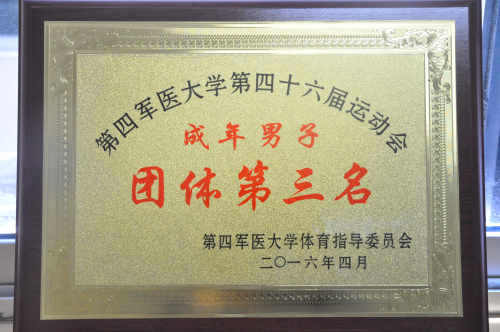 第四军医大学第四十六届运动会
成年男子
团体第三名
第四军医大学体育指导委员会
二〇一六年四月